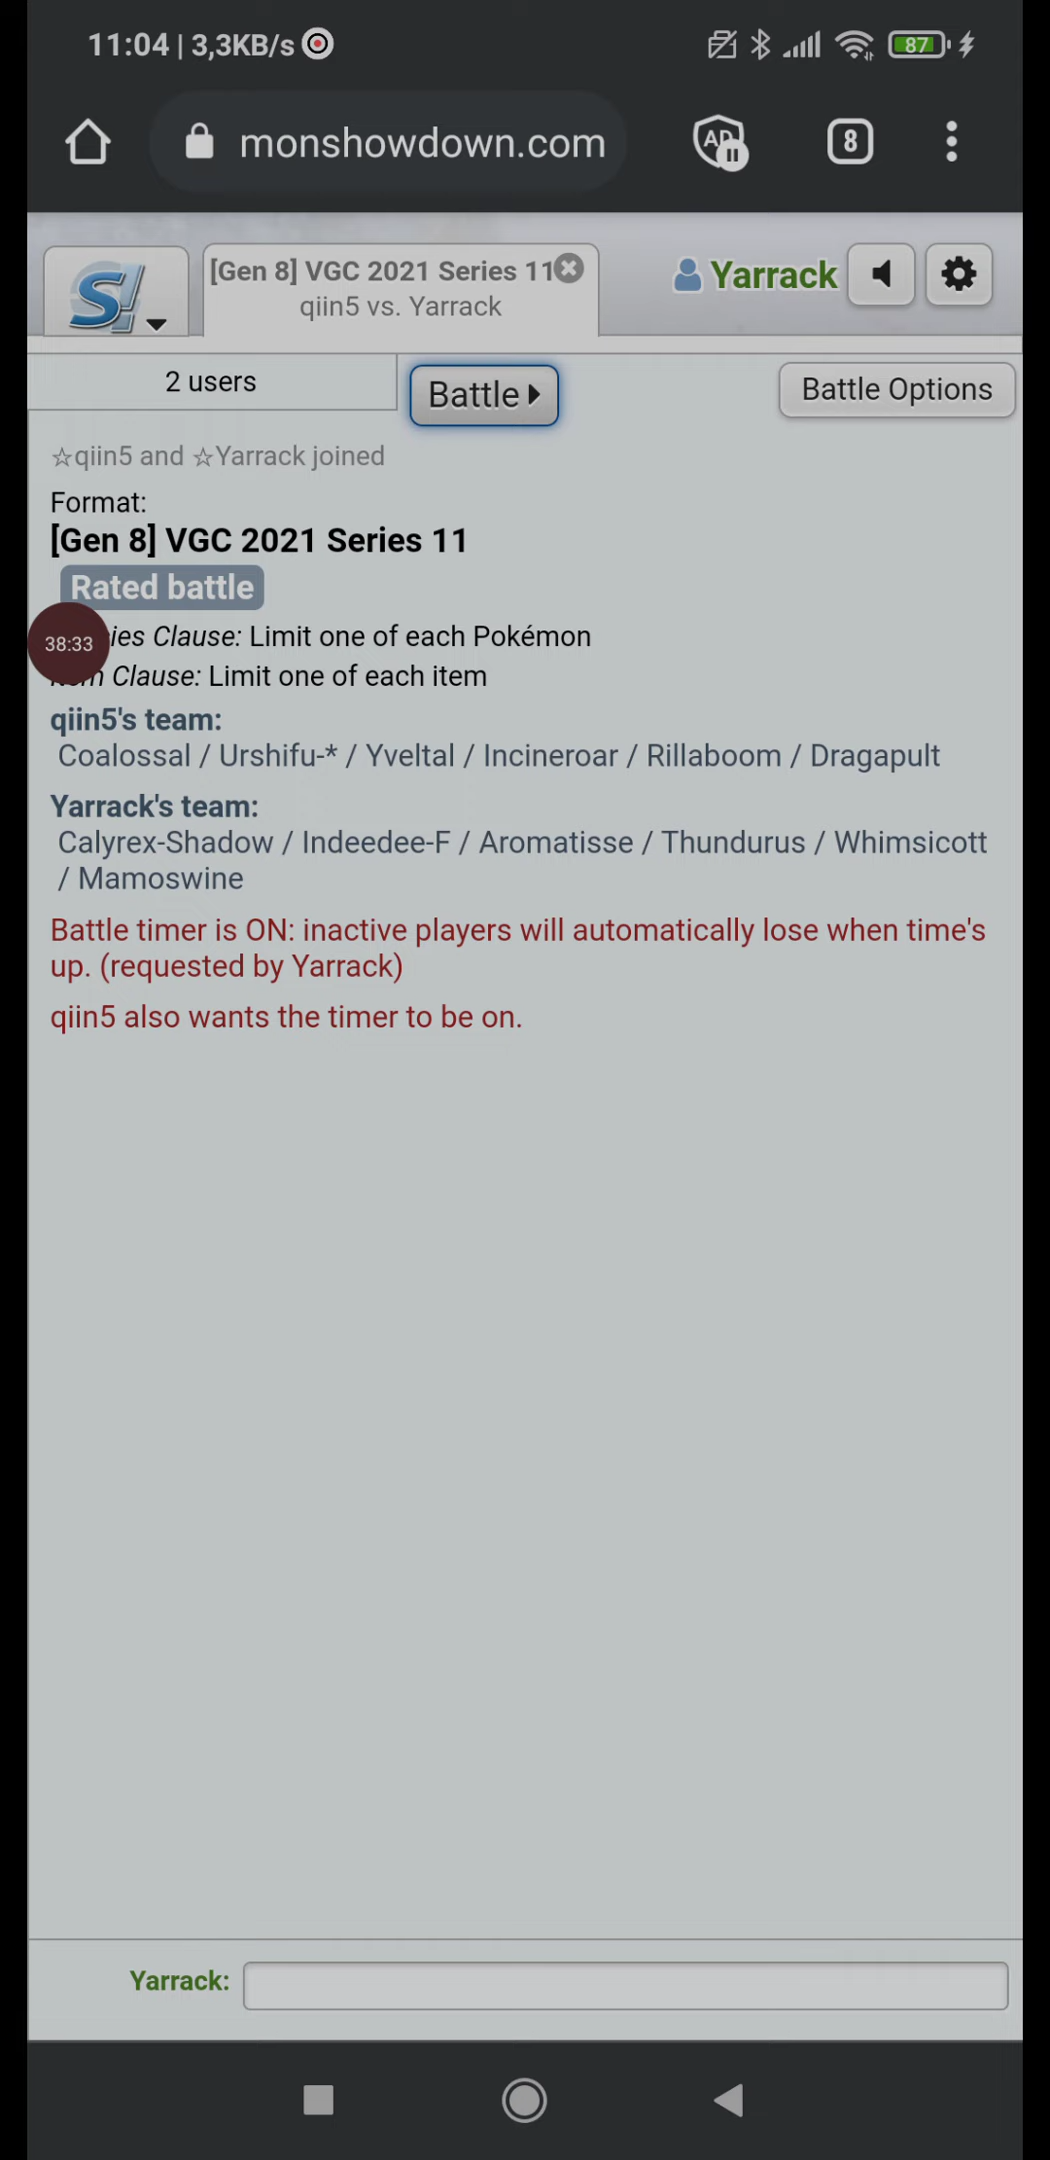 11:04 | 3,3KB/s
87
monshowdown.com
AD
8
[Gen 8] VGC 2021 Series 11
qiin5 vs. Yarrack
Yarrack
2 users
Battle
Battle Options
☆qiin5 and ☆Yarrack joined
Format:
[Gen 8] VGC 2021 Series 11
Rated battle
38:33
ies Clause: Limit one of each Pokémon
Clause: Limit one of each item
qiin5's team:
Coalossal / Urshifu-* / Yveltal / Incineroar / Rillaboom / Dragapult
Yarrack's team:
Calyrex-Shadow / Indeedee-F / Aromatisse / Thundurus / Whimsicott
/ Mamoswine
Battle timer is ON: inactive players will automatically lose when time's
up. (requested by Yarrack)
qiin5 also wants the timer to be on.
Yarrack: